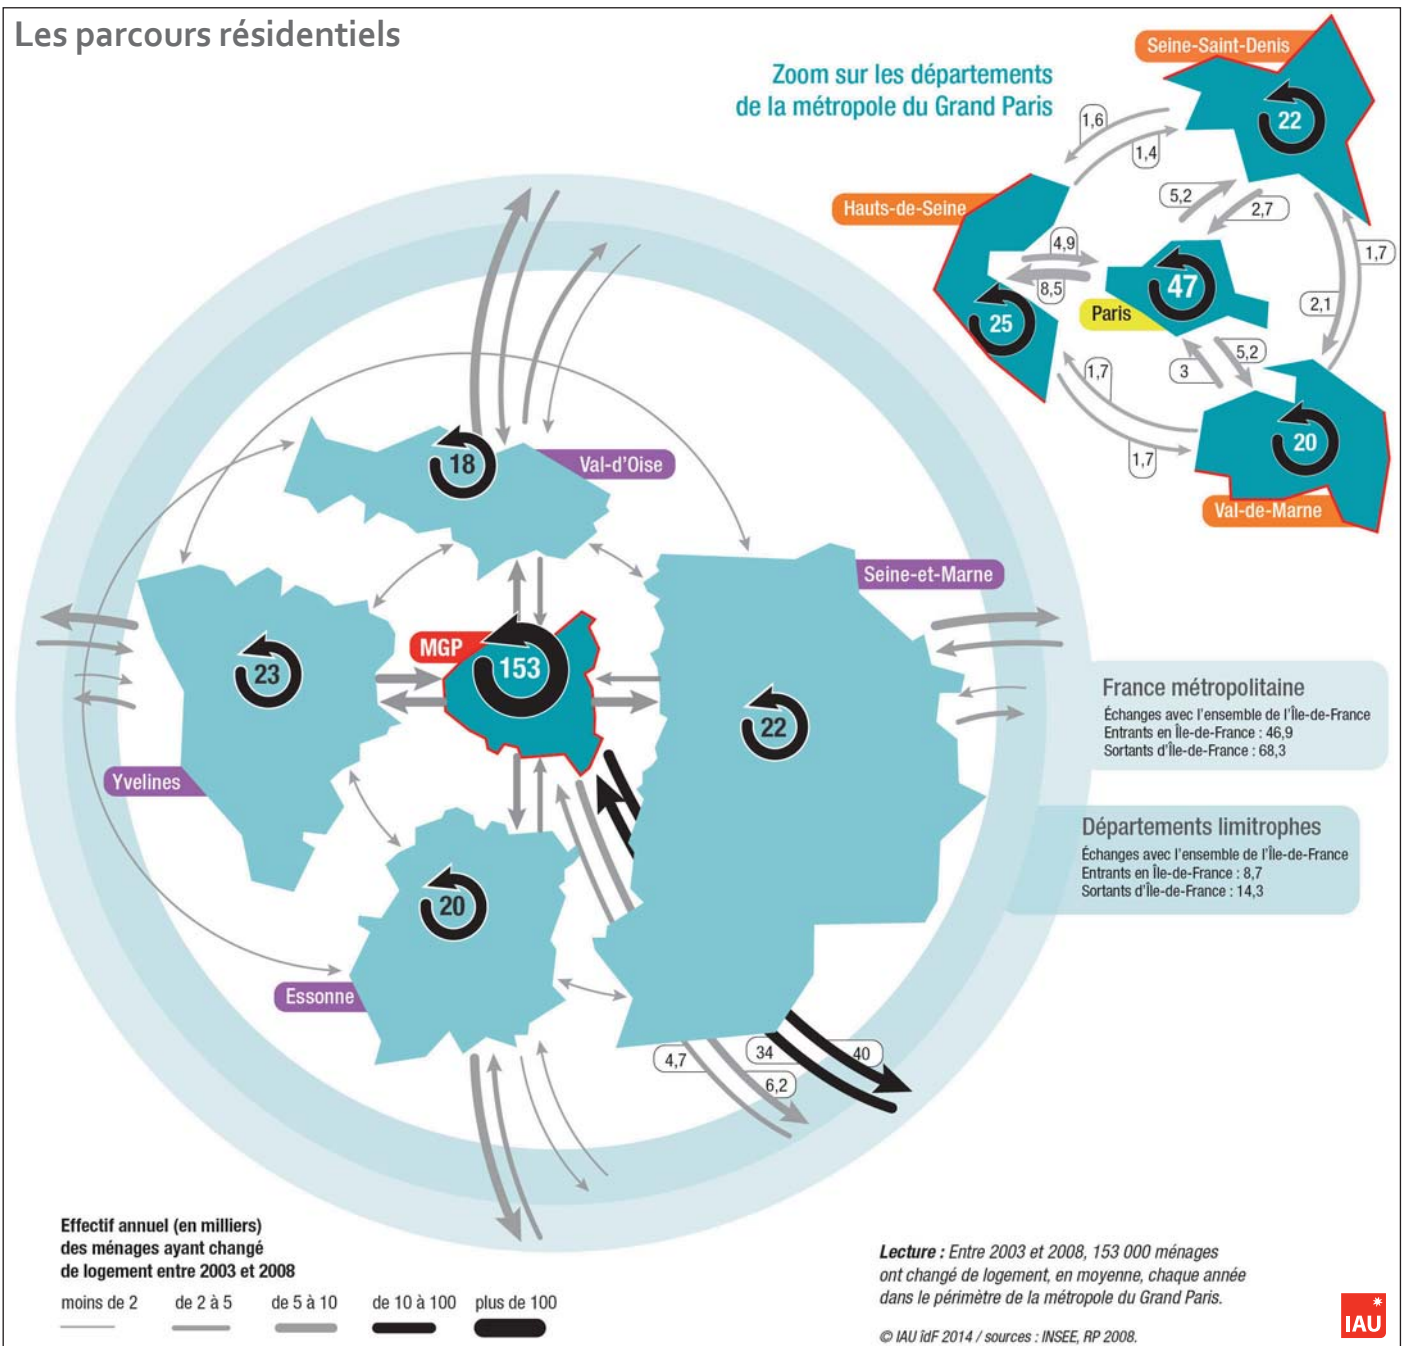 Les parcours résidentiels
Zoom sur les départements
de la métropole du Grand Paris
Seine-Saint-Denis
22
1,6
1,4
5,2
2,7
Hauts-de-Seine
4,9
8,5
47
Paris
25
1,7
2,1
5,2
3
1,7
1,7
20
Val-de-Marne
18
Val-d'Oise
Seine-et-Marne
MGP
153
23
22
Yvelines
20
Essonne
4,7
34
40
6,2
France métropolitaine
Échanges avec l'ensemble de l'Île-de-France
Entrants en Île-de-France : 46,9
Sortants d'Île-de-France : 68,3
Départements limitrophes
Échanges avec l'ensemble de l'Île-de-France
Entrants en Île-de-France : 8,7
Sortants d'Île-de-France : 14,3
Effectif annuel (en milliers)
des ménages ayant changé
de logement entre 2003 et 2008
moins de 2 de 2 à 5 de 5 à 10 de 10 à 100 plus de 100
Lecture : Entre 2003 et 2008, 153 000 ménages
ont changé de logement, en moyenne, chaque année
dans le périmètre de la métropole du Grand Paris.
© IAU îdF 2014 / sources : INSEE, RP 2008.
IAU